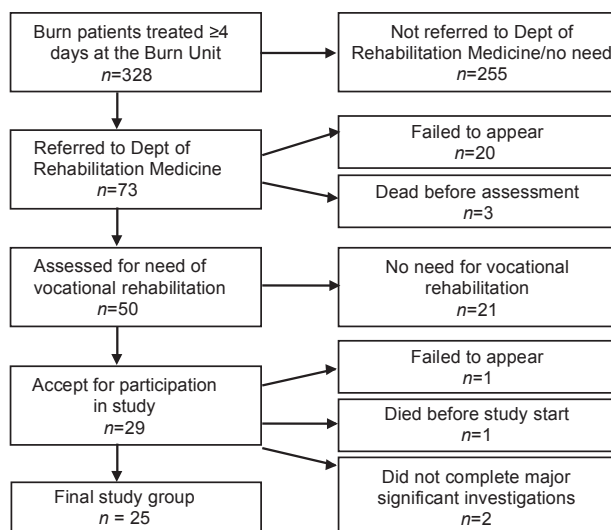 Burn patients treated ≥4
days at the Burn Unit
n=328
Not referred to Dept of
Rehabilitation Medicine/no need
n=255
Referred to Dept of
Rehabilitation Medicine
n=73
Failed to appear
n=20
Dead before assessment
n=3
Assessed for need of
vocational rehabilitation
n=50
No need for vocational
rehabilitation
n=21
Accept for participation
in study
n=29
Failed to appear
n=1
Died before study start
n=1
Did not complete major
significant investigations
n=2
Final study group
n = 25